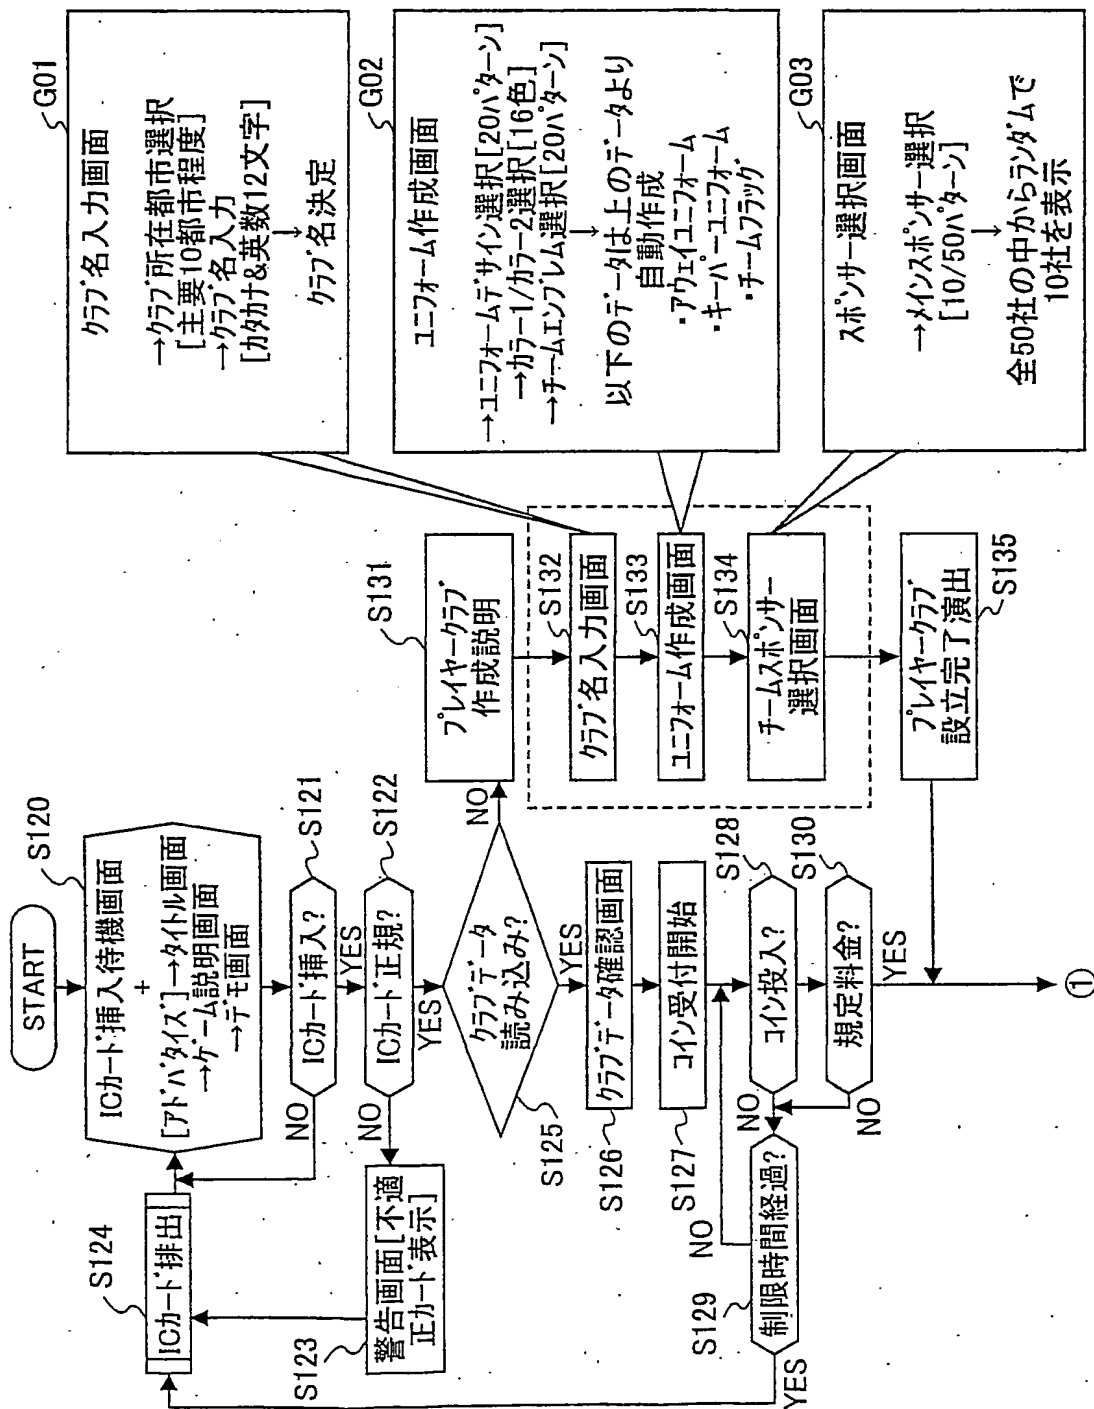 START
S120
ICカード挿入待機画面
+
[アドバタイズ]→タイトル画面
→ゲーム説明画面
→デモ画面
S121
ICカード挿入?
NO
YES
S122
ICカード正規?
NO
YES
S123
警告画面[不適
正カード表示]
S124
ICカード排出
S125
クラブデータ
読み込み?
NO
YES
S126
クラブデータ確認画面
S127
コイン受付開始
S128
コイン投入?
NO
S129
制限時間経過?
NO
YES
S130
規定料金?
NO
YES
①
S131
プレイヤークラブ
作成説明
S132
クラブ名入力画面
S133
ユニフォーム作成画面
S134
チームスポンサー
選択画面
S135
プレイヤークラブ
設立完了演出
G01
クラブ名入力画面
→クラブ所在都市選択
[主要10都市程度]
→クラブ名入力
[カタカナ&英数12文字]
↓
クラブ名決定
G02
ユニフォーム作成画面
→ユニフォームデザイン選択[20パターン]
→カラー1/カラー2選択[16色]
→チームエンブレム選択[20パターン]
↓
以下のデータは上のデータより
自動作成
・アウェイユニフォーム
・キーパーユニフォーム
・チームフラッグ
G03
スポンサー選択画面
→メインスポンサー選択
[10/50パターン]
↓
全50社の中からランダムで
10社を表示